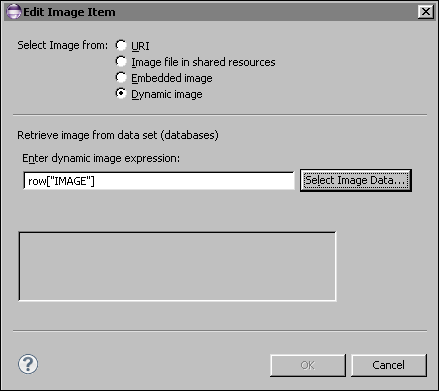 Edit Image Item
Select Image from:
URI
Image file in shared resources
Embedded image
Dynamic image
Retrieve image from data set (databases)
Enter dynamic image expression:
row["IMAGE"]
Select Image Data...
?
OK
Cancel